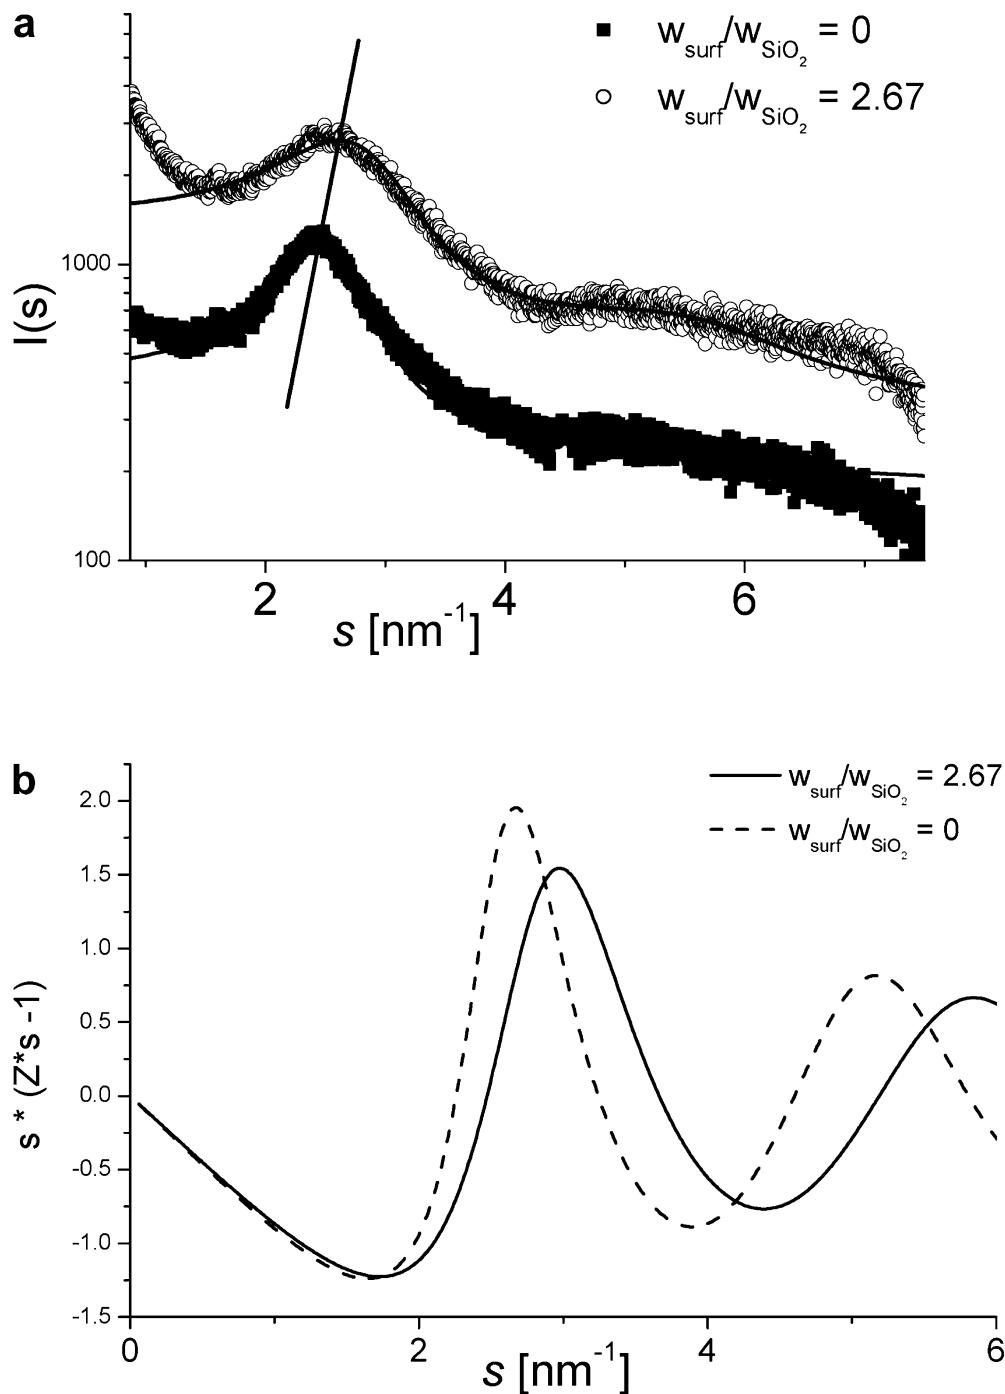 a
w_surf/w_SiO2 = 0
w_surf/w_SiO2 = 2.67
I(s)
1000
100
2 4 6
s [nm-1]
b
w_surf/w_SiO2 = 2.67
w_surf/w_SiO2 = 0
s * (Z*s -1)
2.0
1.5
1.0
0.5
0.0
-0.5
-1.0
-1.5
0 2 4 6
s [nm-1]